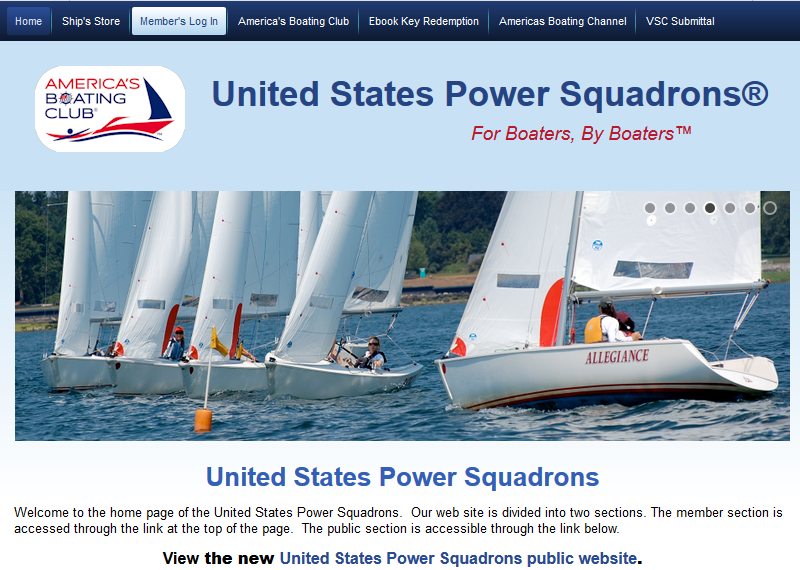 Home Ship's Store Member's Log In America's Boating Club Ebook Key Redemption Americas Boating Channel VSC Submittal
AMERICA'S
BOATING
CLUB®
United States Power Squadrons®
For Boaters, By Boaters™
ALLEGIANCE
United States Power Squadrons
Welcome to the home page of the United States Power Squadrons. Our web site is divided into two sections. The member section is
accessed through the link at the top of the page. The public section is accessible through the link below.
View the new United States Power Squadrons public website.